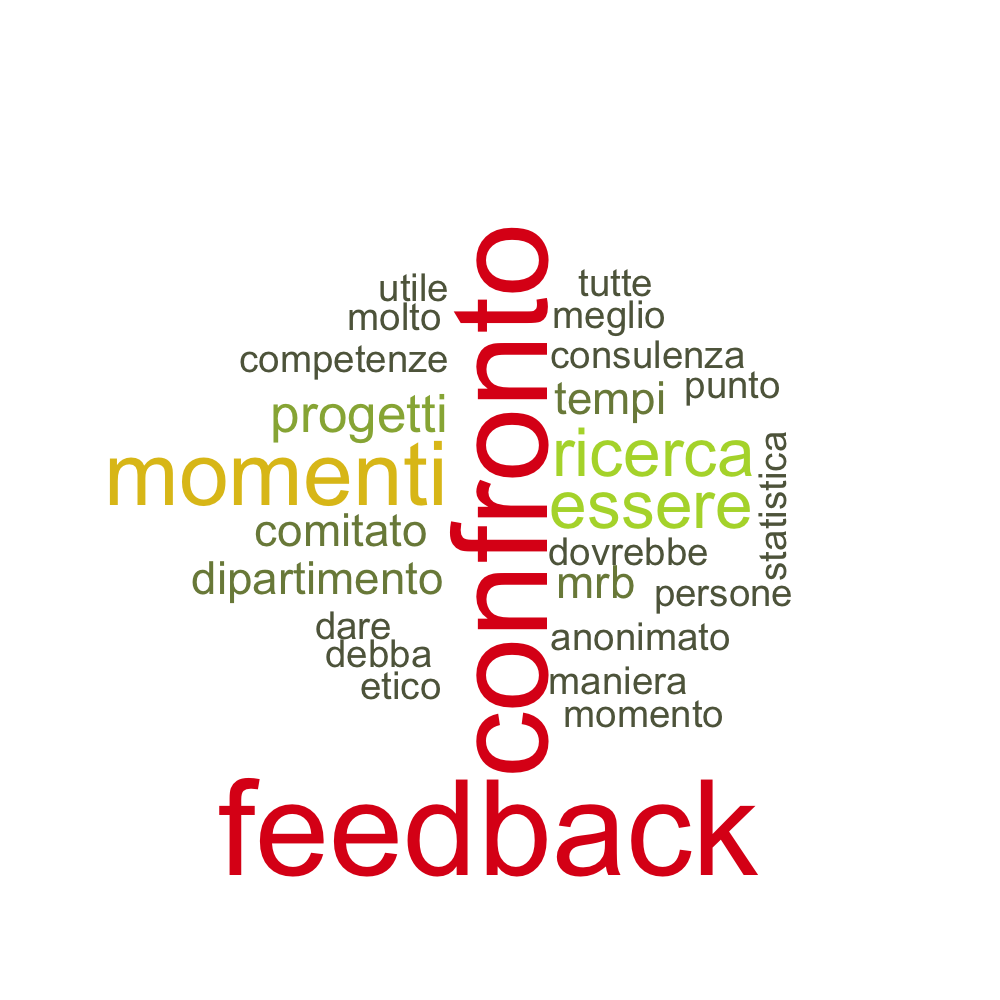 utile
tutte
molto
meglio
competenze
consulenza
punto
progetti
tempi
momenti
ricerca
essere
statistica
confronto
comitato
dovrebbe
dipartimento
mrb
persone
dare
anonimato
debba
etico
maniera
momento
feedback